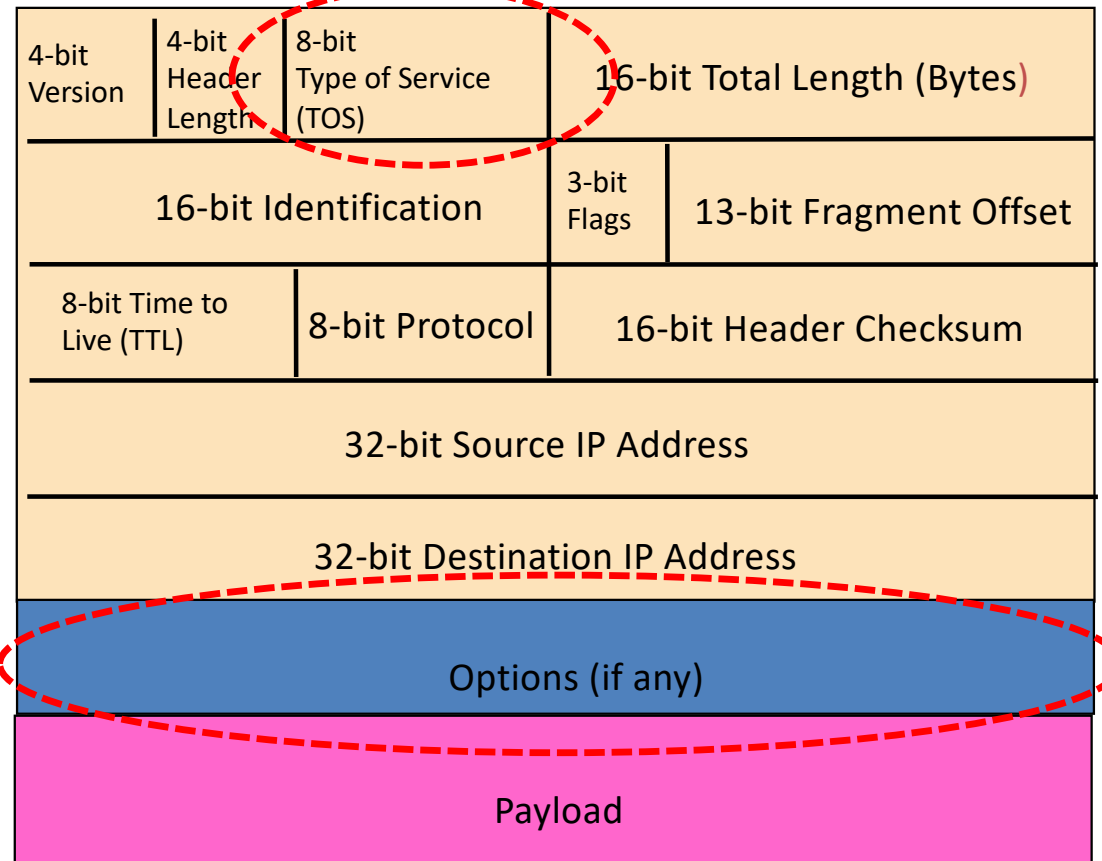 4-bit
Version
4-bit
Header
Length
8-bit
Type of Service
(TOS)
16-bit Total Length (Bytes)
16-bit Identification
3-bit
Flags
13-bit Fragment Offset
8-bit Time to
Live (TTL)
8-bit Protocol
16-bit Header Checksum
32-bit Source IP Address
32-bit Destination IP Address
Options (if any)
Payload